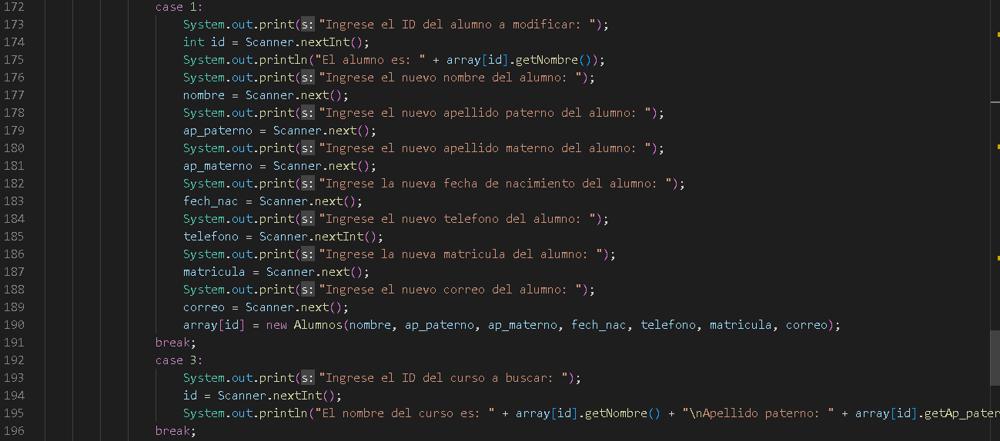 172 case 1:
173 System.out.print(s: "Ingrese el ID del alumno a modificar: ");
174 int id = Scanner.nextInt();
175 System.out.println("El alumno es: " + array[id].getNombre());
176 System.out.print(s: "Ingrese el nuevo nombre del alumno: ");
177 nombre = Scanner.next();
178 System.out.print(s: "Ingrese el nuevo apellido paterno del alumno: ");
179 ap_paterno = Scanner.next();
180 System.out.print(s: "Ingrese el nuevo apellido materno del alumno: ");
181 ap_materno = Scanner.next();
182 System.out.print(s: "Ingrese la nueva fecha de nacimiento del alumno: ");
183 fech_nac = Scanner.next();
184 System.out.print(s: "Ingrese el nuevo telefono del alumno: ");
185 telefono = Scanner.nextInt();
186 System.out.print(s: "Ingrese la nueva matricula del alumno: ");
187 matricula = Scanner.next();
188 System.out.print(s: "Ingrese el nuevo correo del alumno: ");
189 correo = Scanner.next();
190 array[id] = new Alumnos(nombre, ap_paterno, ap_materno, fech_nac, telefono, matricula, correo);
191 break;
192 case 3:
193 System.out.print(s: "Ingrese el ID del curso a buscar: ");
194 id = Scanner.nextInt();
195 System.out.println("El nombre del curso es: " + array[id].getNombre() + "\nApellido paterno: " + array[id].getAp_pater
196 break;